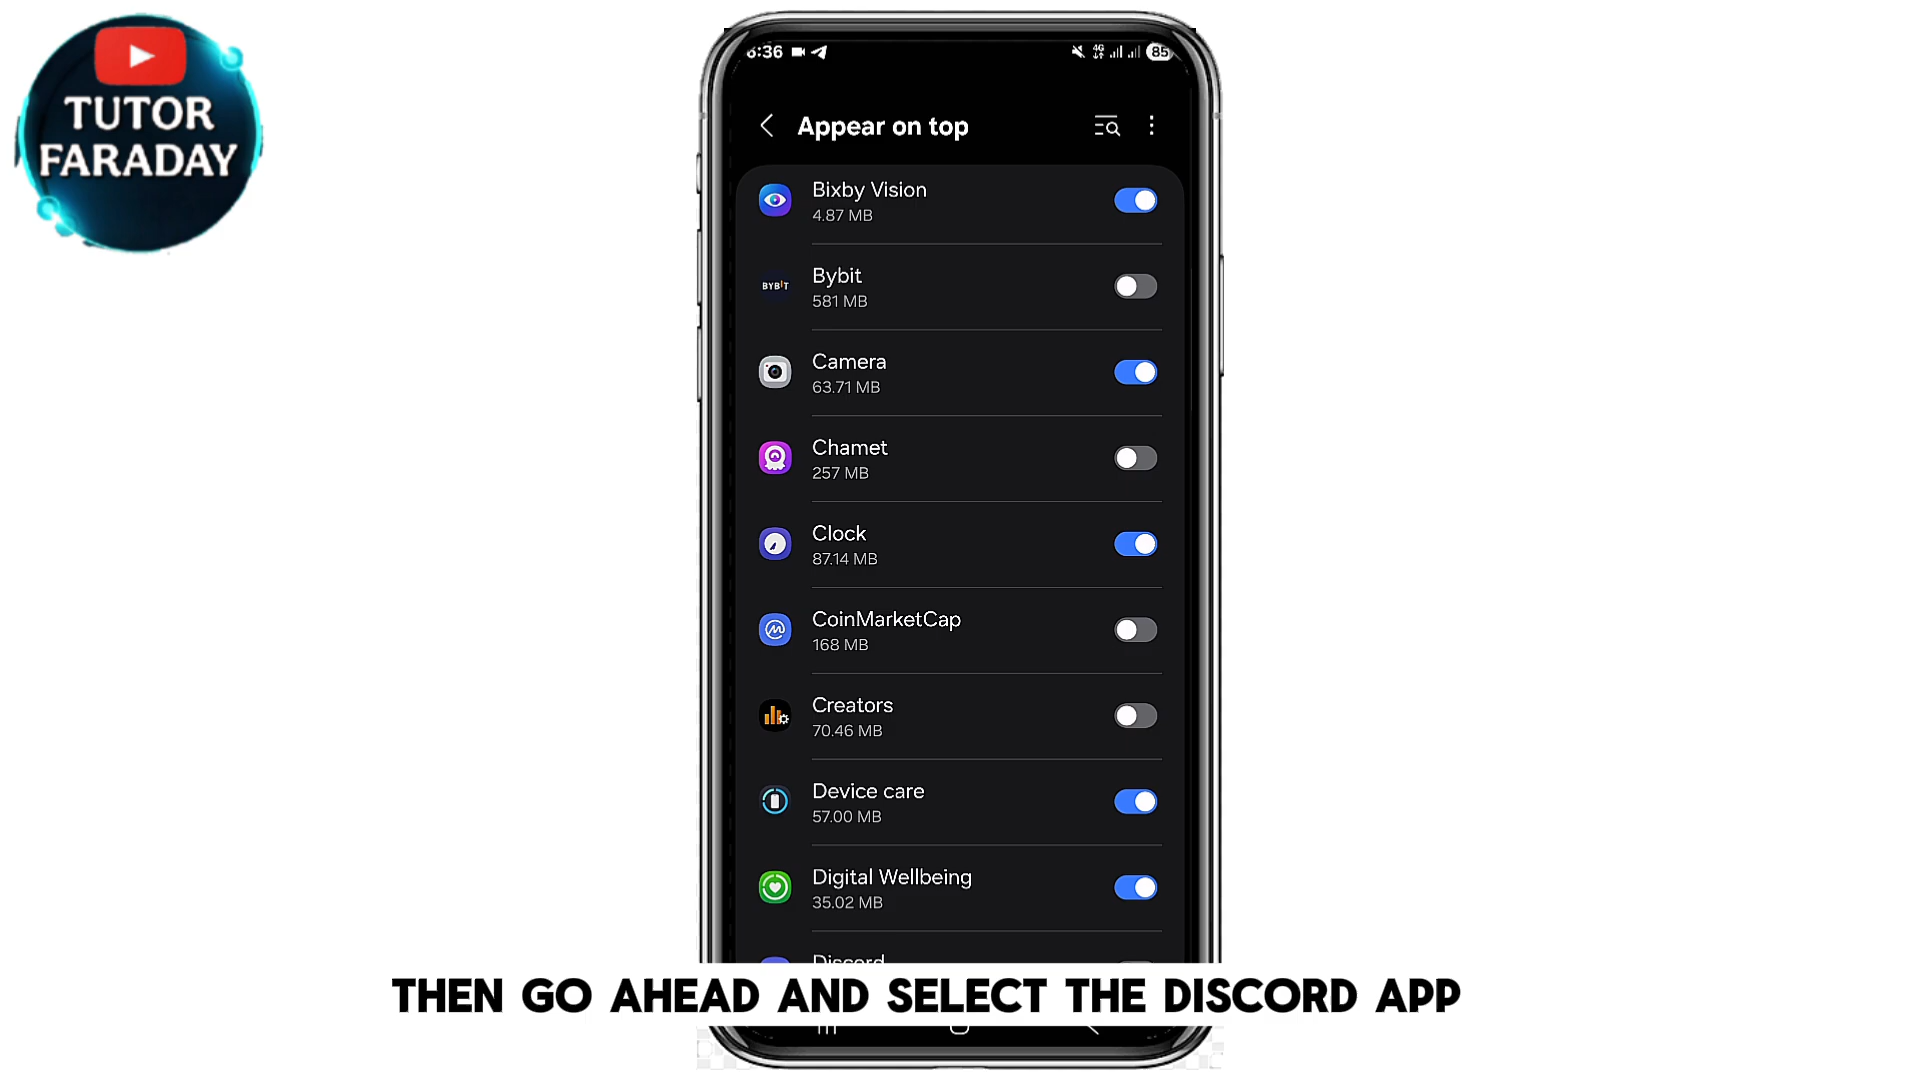 TUTOR
FARADAY
6:36
4G
85
Appear on top
Bixby Vision
4.87 MB
BYBIT
Bybit
581 MB
Camera
63.71 MB
Chamet
257 MB
Clock
87.14 MB
CoinMarketCap
168 MB
Creators
70.46 MB
Device care
57.00 MB
Digital Wellbeing
35.02 MB
Discord
THEN GO AHEAD AND SELECT THE DISCORD APP